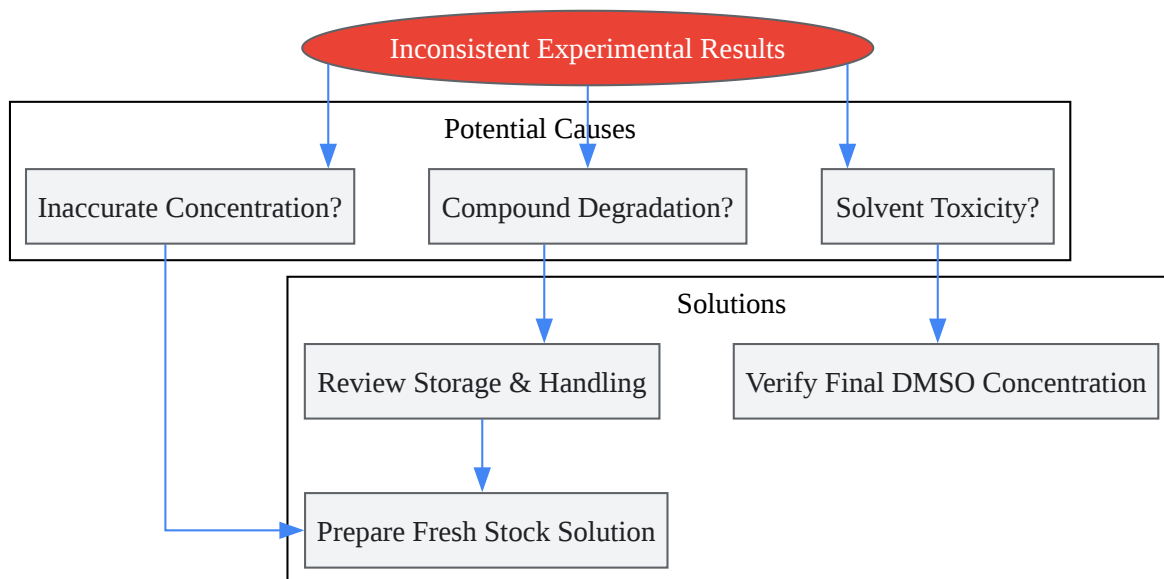 Inconsistent Experimental Results
Potential Causes
Inaccurate Concentration?
Compound Degradation?
Solvent Toxicity?
Solutions
Review Storage & Handling
Verify Final DMSO Concentration
Prepare Fresh Stock Solution